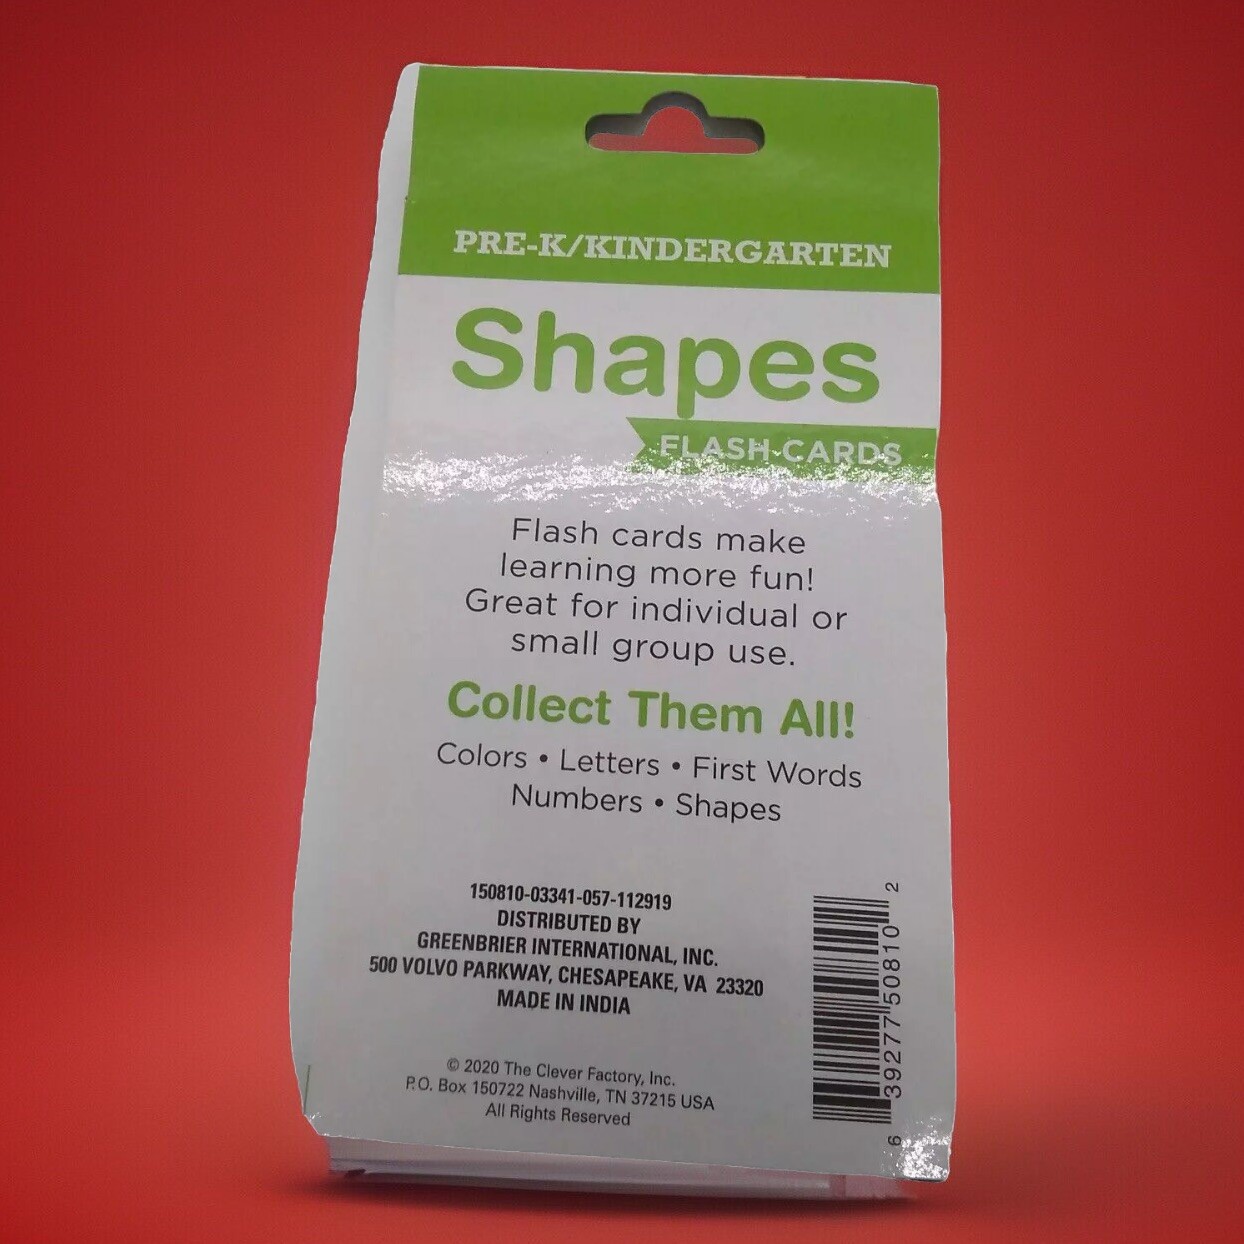 PRE-K/KINDERGARTEN
Shapes
FLASH CARDS
Flash cards make
learning more fun!
Great for individual or
small group use.
Collect Them All!
Colors • Letters • First Words
Numbers • Shapes
150810-03341-057-112919
DISTRIBUTED BY
GREENBRIER INTERNATIONAL, INC.
500 VOLVO PARKWAY, CHESAPEAKE, VA 23320
MADE IN INDIA
© 2020 The Clever Factory, Inc.
P.O. Box 150722 Nashville, TN 37215 USA
All Rights Reserved
6 39277 50810 2